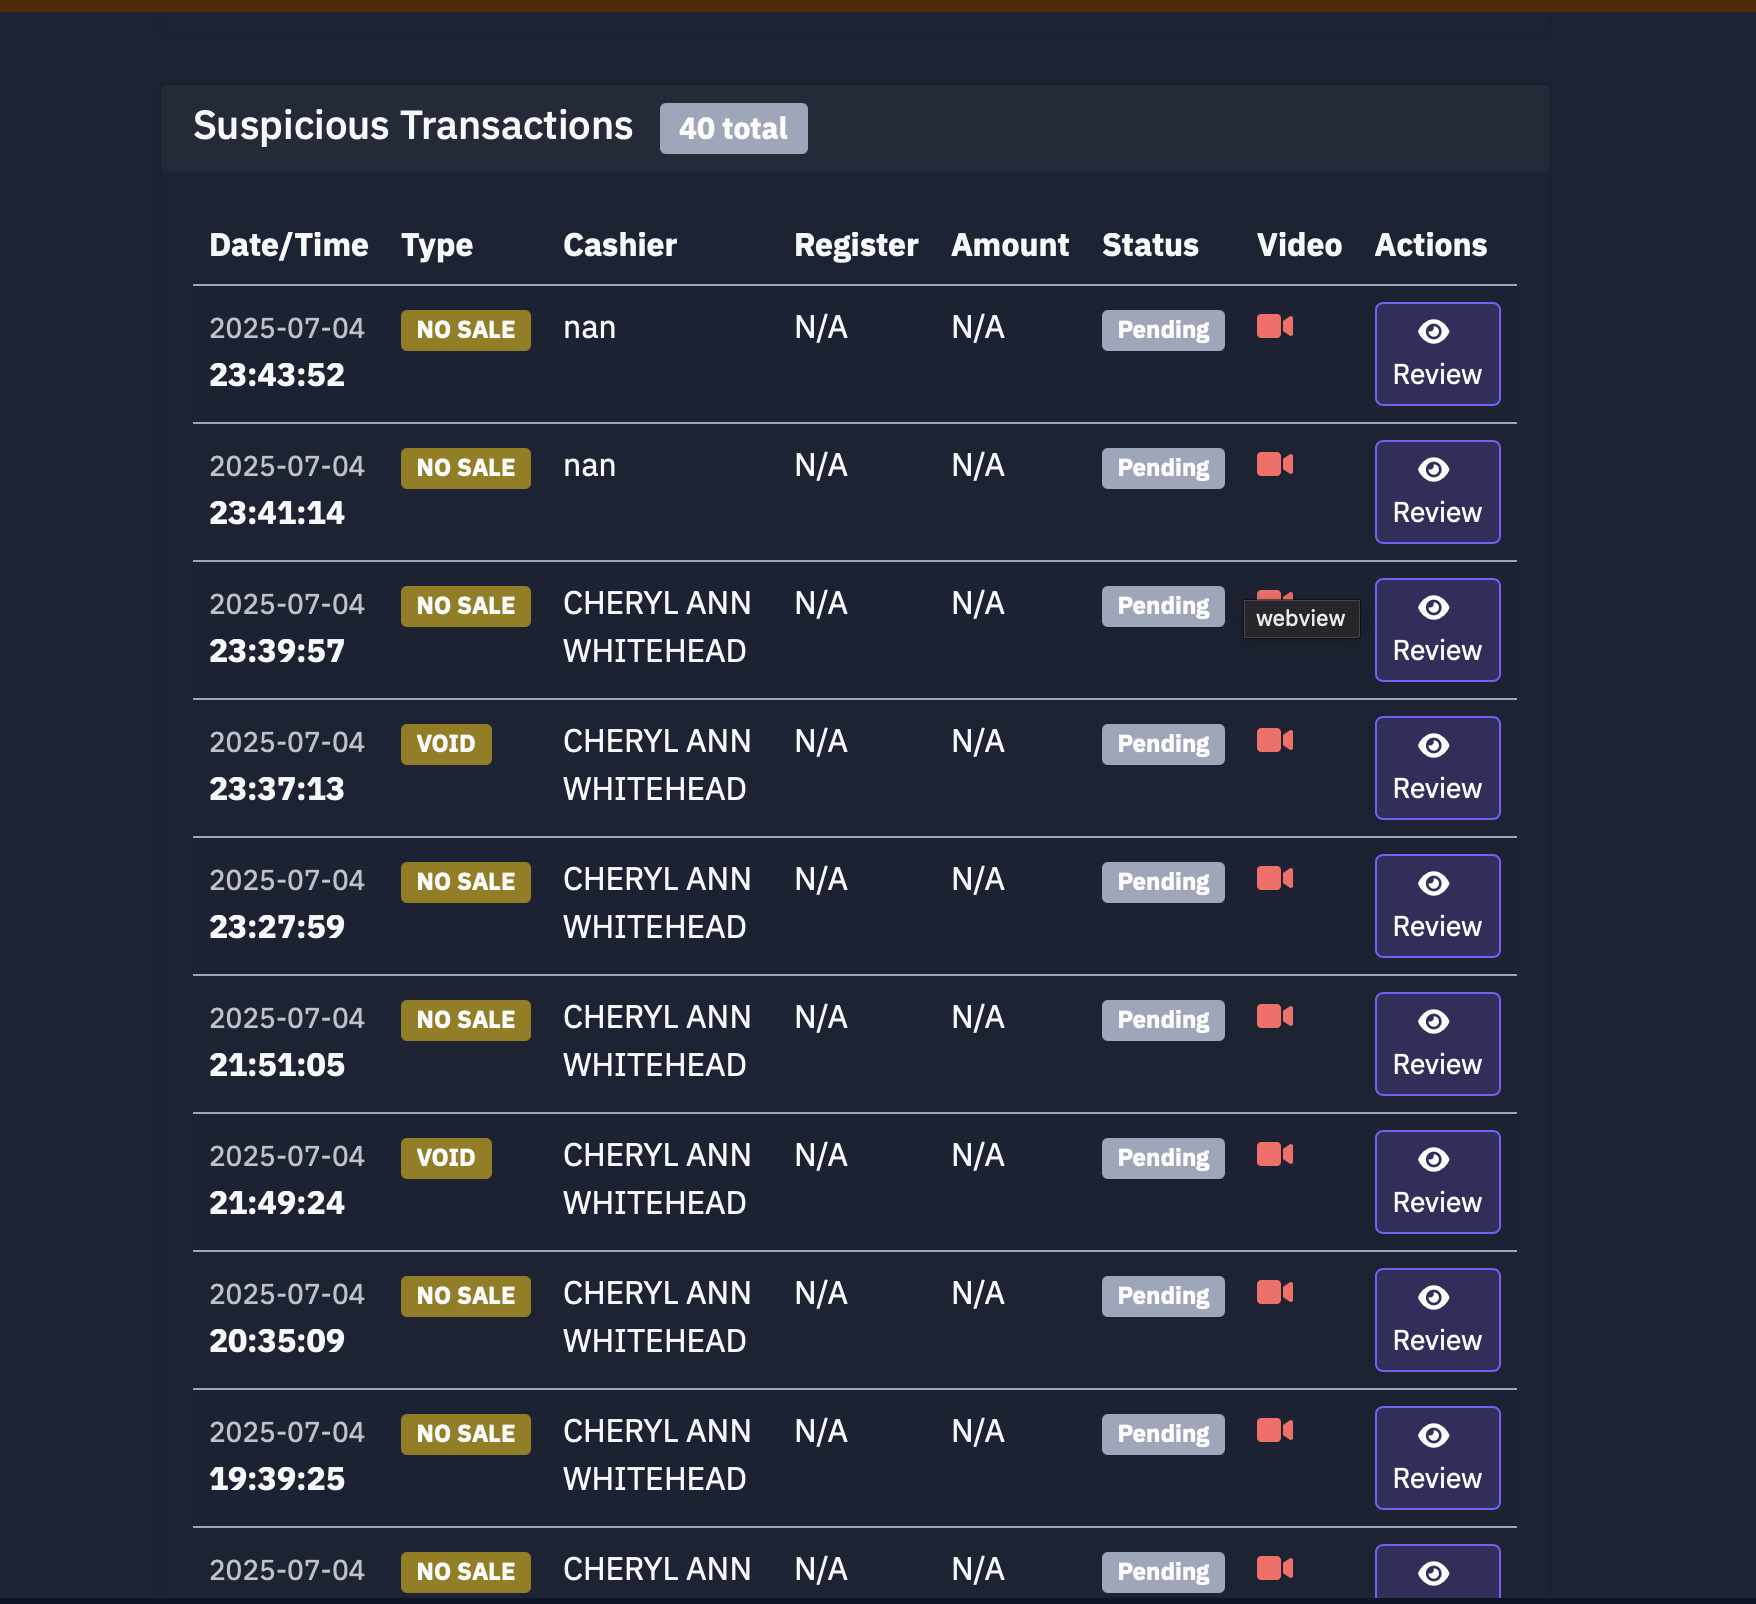 Suspicious Transactions 40 total
Date/Time Type Cashier Register Amount Status Video Actions
2025-07-04 NO SALE nan N/A N/A Pending
23:43:52 Review
2025-07-04 NO SALE nan N/A N/A Pending
23:41:14 Review
2025-07-04 NO SALE CHERYL ANN N/A N/A Pending webview
23:39:57 WHITEHEAD Review
2025-07-04 VOID CHERYL ANN N/A N/A Pending
23:37:13 WHITEHEAD Review
2025-07-04 NO SALE CHERYL ANN N/A N/A Pending
23:27:59 WHITEHEAD Review
2025-07-04 NO SALE CHERYL ANN N/A N/A Pending
21:51:05 WHITEHEAD Review
2025-07-04 VOID CHERYL ANN N/A N/A Pending
21:49:24 WHITEHEAD Review
2025-07-04 NO SALE CHERYL ANN N/A N/A Pending
20:35:09 WHITEHEAD Review
2025-07-04 NO SALE CHERYL ANN N/A N/A Pending
19:39:25 WHITEHEAD Review
2025-07-04 NO SALE CHERYL ANN N/A N/A Pending